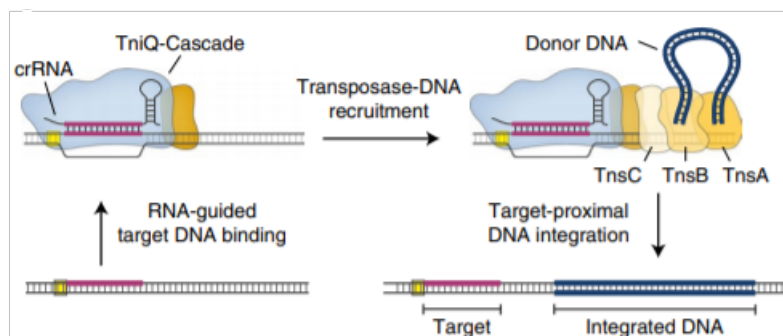 TniQ-Cascade
crRNA
Donor DNA
Transposase-DNA
recruitment
TnsC
TnsB
TnsA
RNA-guided
target DNA binding
Target-proximal
DNA integration
Target
Integrated DNA